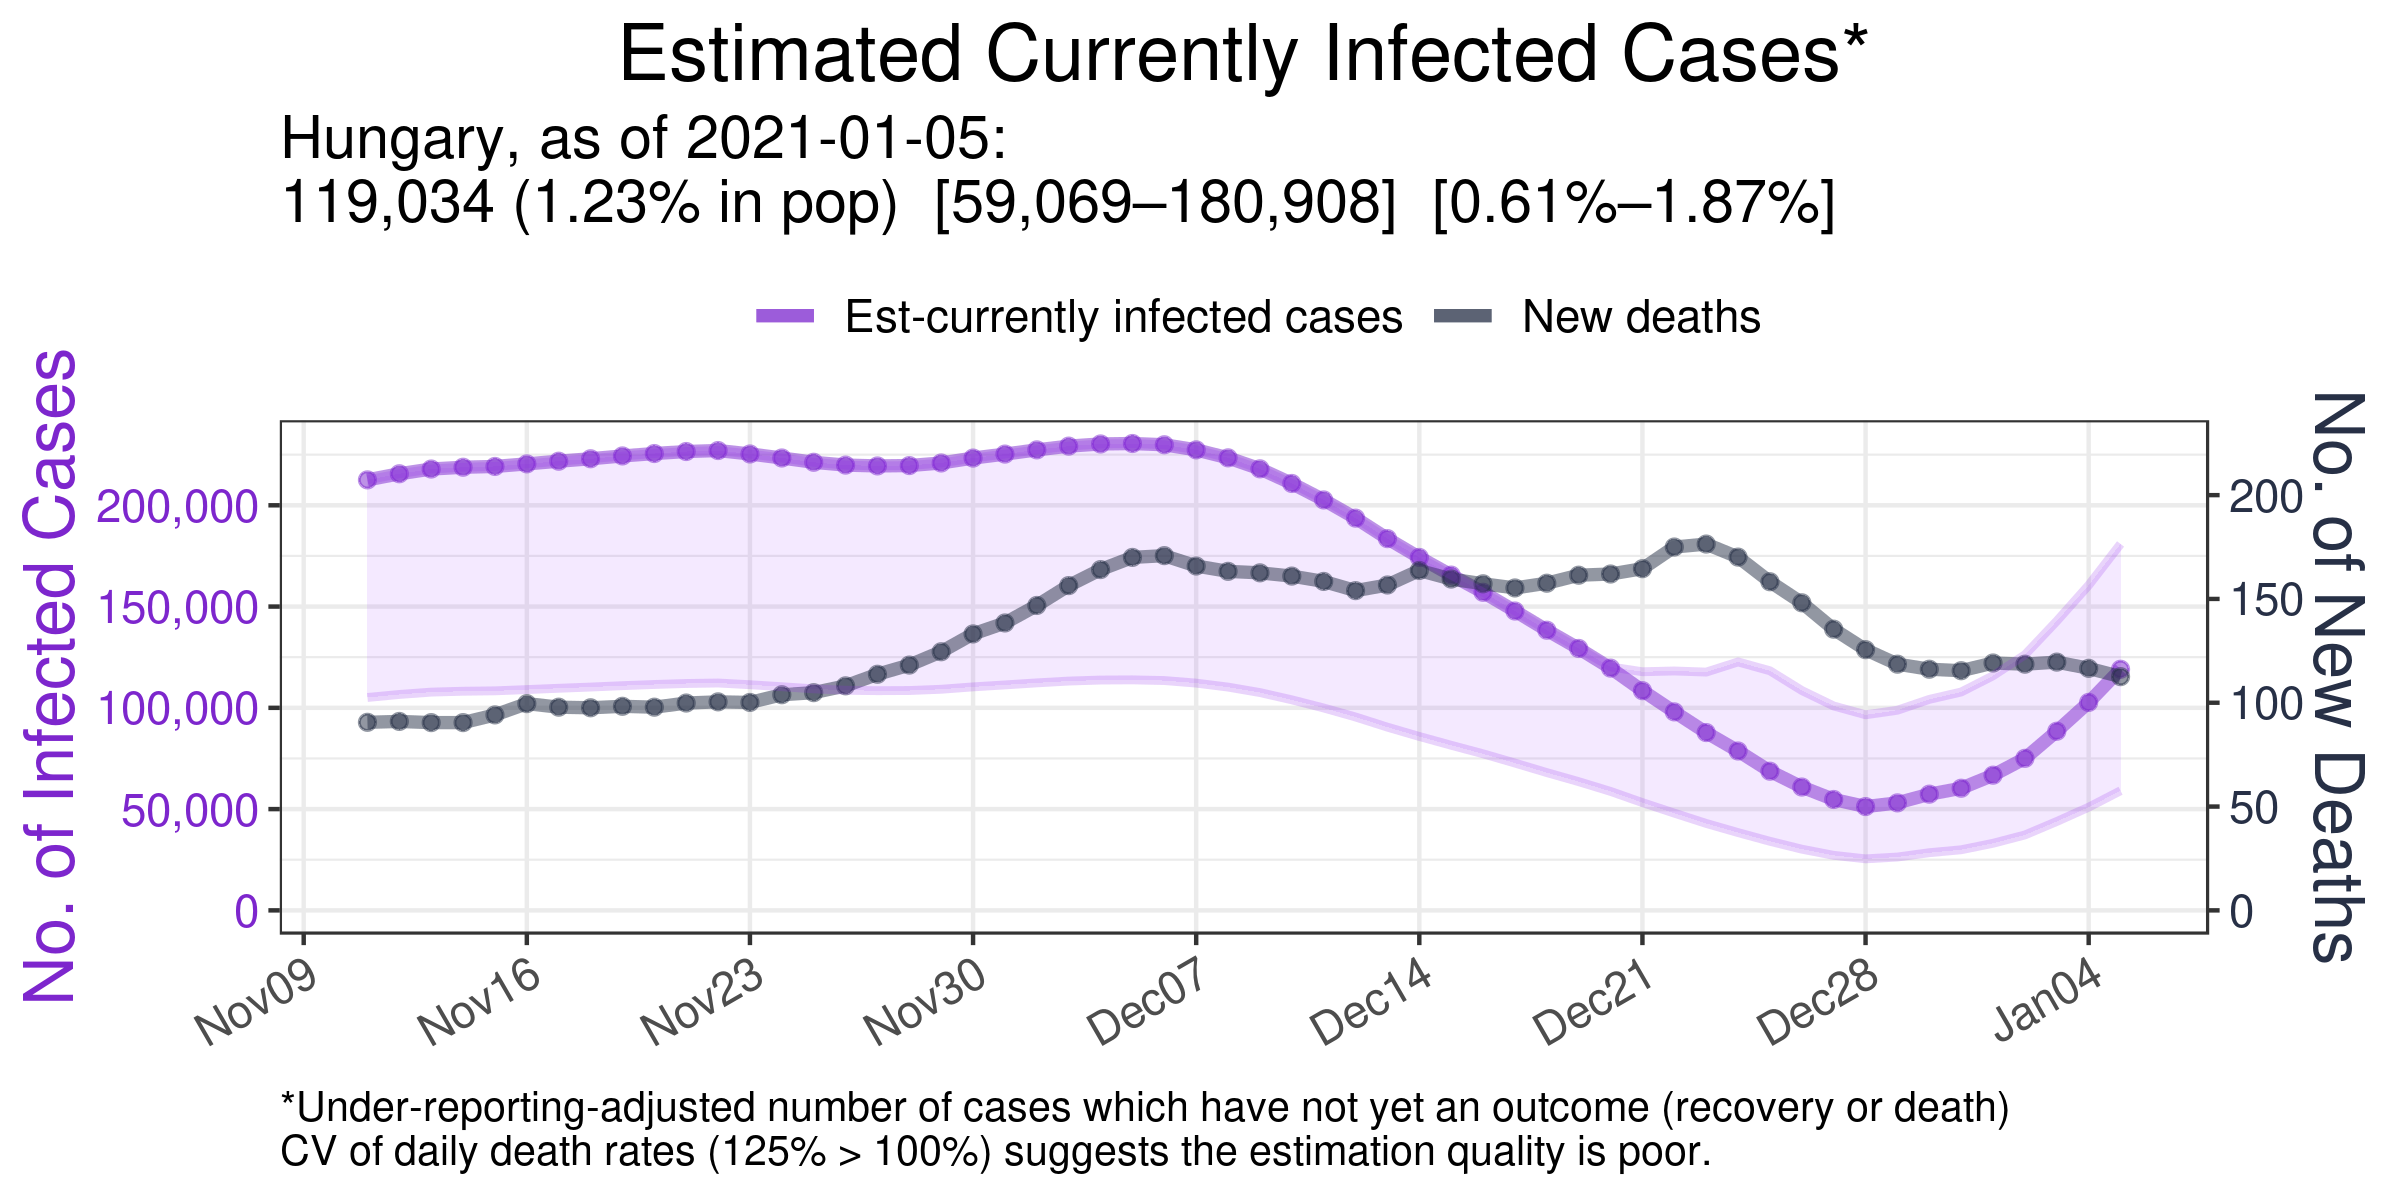 Estimated Currently Infected Cases*
Hungary, as of 2021-01-05:
119,034 (1.23% in pop)  [59,069–180,908]  [0.61%–1.87%]
Est-currently infected cases
New deaths
No. of Infected Cases
200,000
150,000
100,000
50,000
0
No. of New Deaths
200
150
100
50
0
Nov09
Nov16
Nov23
Nov30
Dec07
Dec14
Dec21
Dec28
Jan04
*Under-reporting-adjusted number of cases which have not yet an outcome (recovery or death)
CV of daily death rates (125% > 100%) suggests the estimation quality is poor.